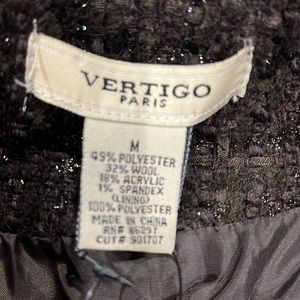 VERTIGO
PARIS
M
49% POLYESTER
32% WOOL
18% ACRYLIC
1% SPANDEX
(LINING)
100% POLYESTER
MADE IN CHINA
RN# 86297
CUT# 901707